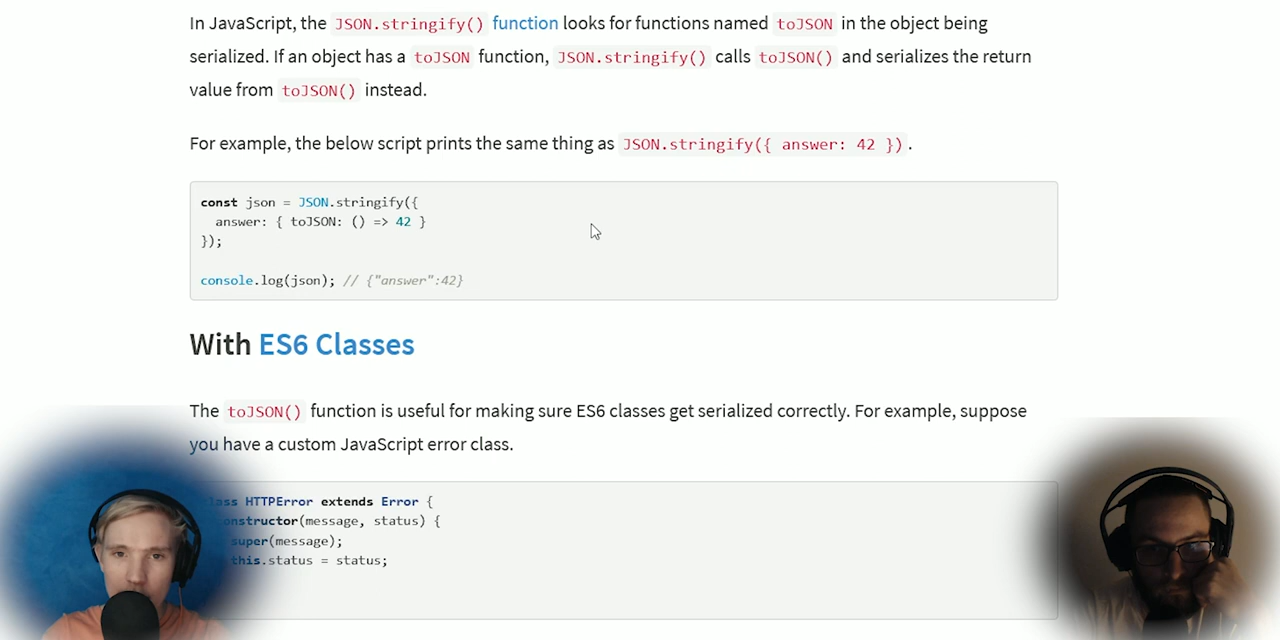 In JavaScript, the JSON.stringify() function looks for functions named toJSON in the object being
serialized. If an object has a toJSON function, JSON.stringify() calls toJSON() and serializes the return
value from toJSON() instead.
For example, the below script prints the same thing as JSON.stringify({ answer: 42 }).
const json = JSON.stringify({
answer: { toJSON: () => 42 }
});
console.log(json); // {"answer":42}
With ES6 Classes
The toJSON() function is useful for making sure ES6 classes get serialized correctly. For example, suppose
you have a custom JavaScript error class.
HTTPError extends Error {
(message, status) {
super(message);
this.status = status;